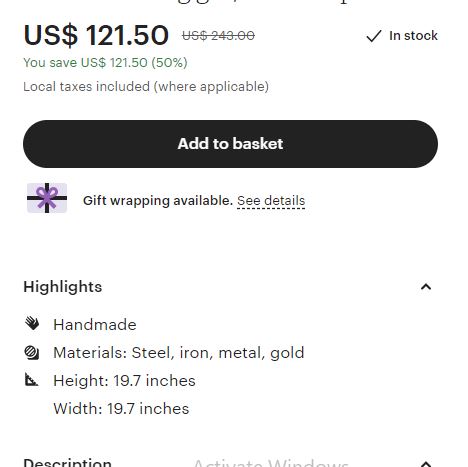 US$ 121.50 US$ 243.00 In stock
You save US$ 121.50 (50%)
Local taxes included (where applicable)
Add to basket
Gift wrapping available. See details
Highlights
Handmade
Materials: Steel, iron, metal, gold
Height: 19.7 inches
Width: 19.7 inches
Description Activate Windows